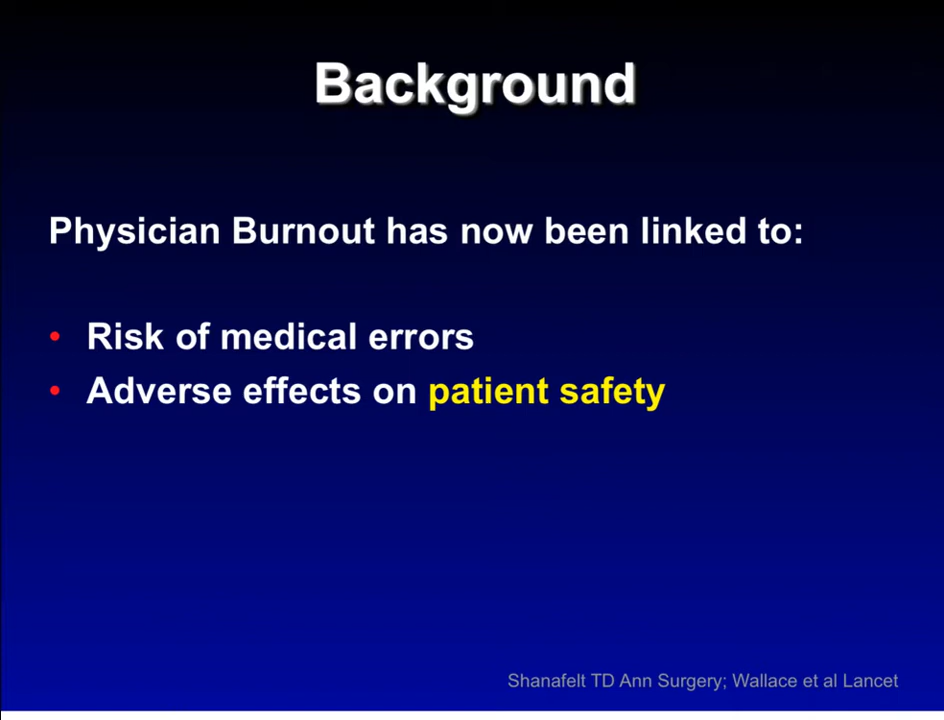 Background
Physician Burnout has now been linked to:
• Risk of medical errors
• Adverse effects on patient safety
Shanafelt TD Ann Surgery; Wallace et al Lancet